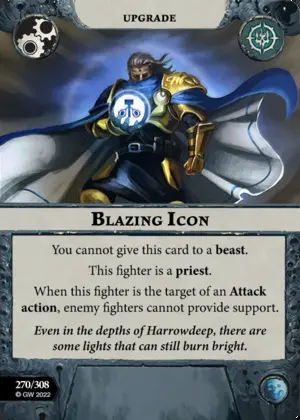 UPGRADE
BLAZING ICON
You cannot give this card to a beast.
This fighter is a priest.
When this fighter is the target of an Attack
action, enemy fighters cannot provide support.
Even in the depths of Harrowdeep, there are
some lights that can still burn bright.
270/308
© GW 2022